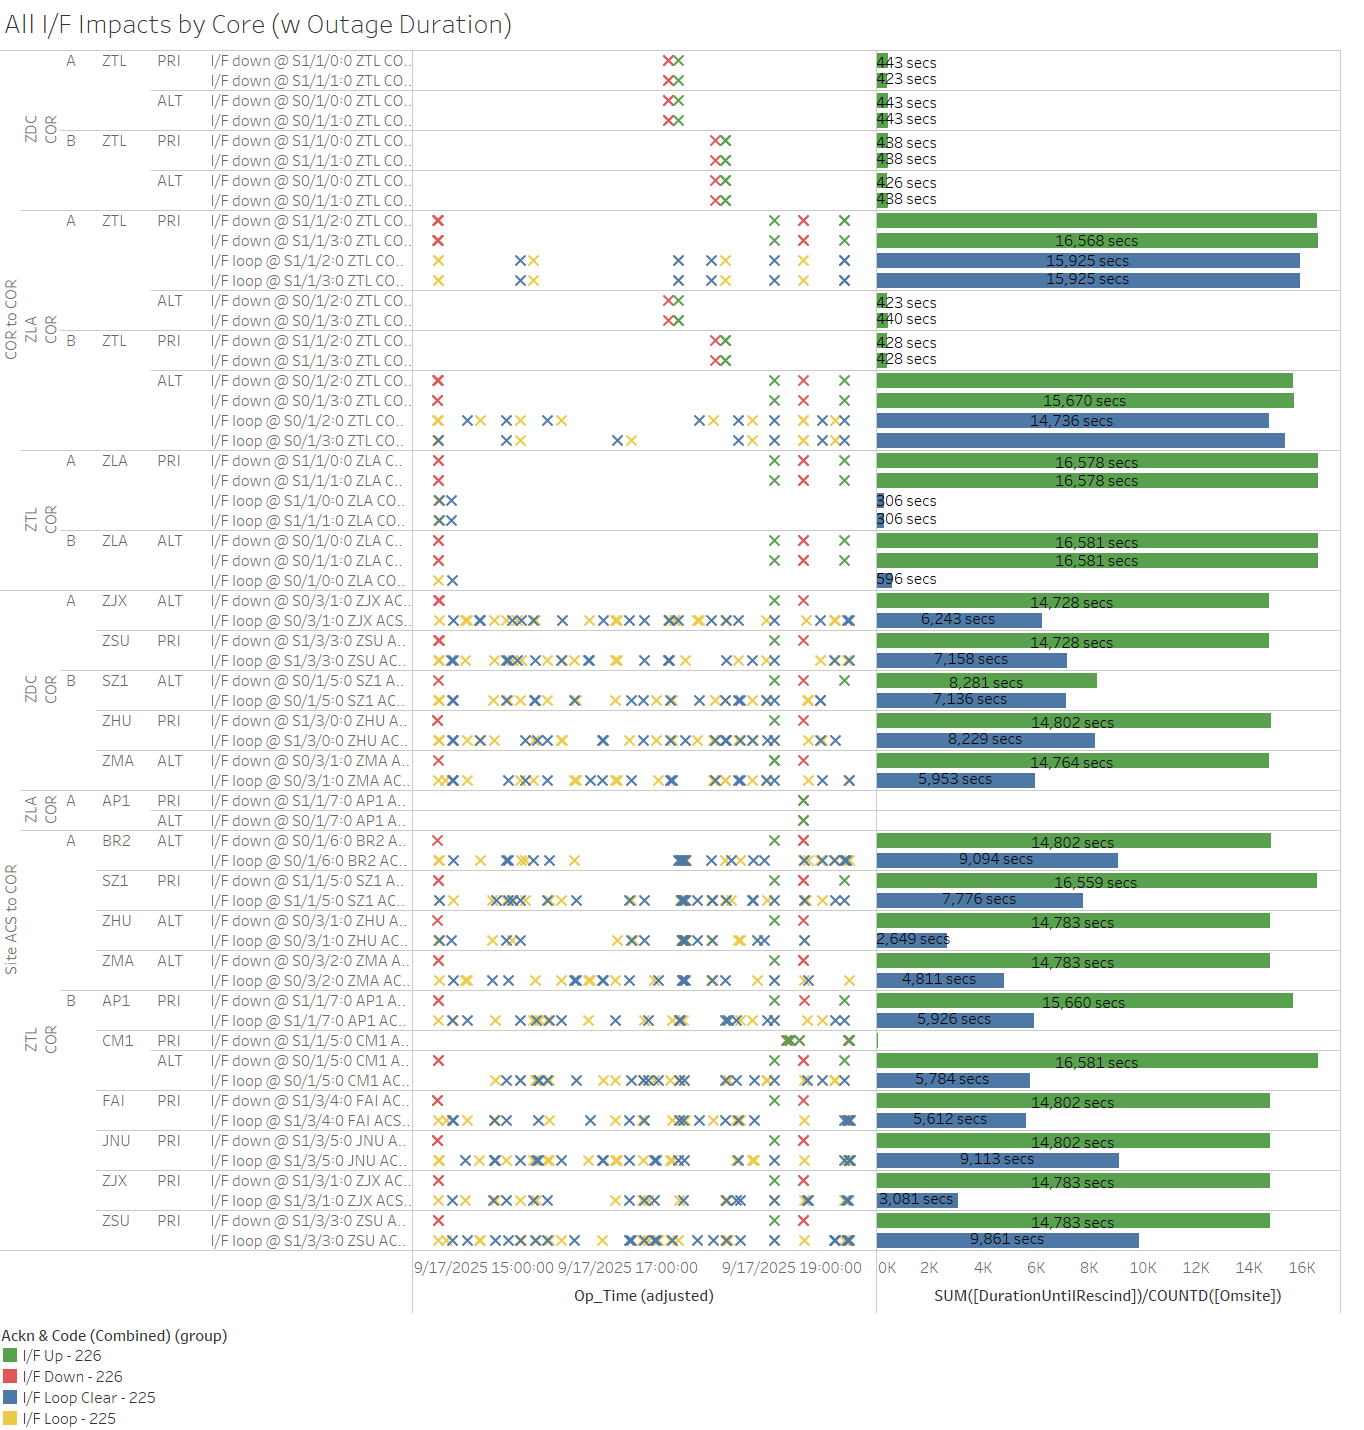 All I/F Impacts by Core (w Outage Duration)
COR to COR
ZDC COR
A ZTL PRI I/F down @ S1/1/0:0 ZTL CO.. 443 secs
I/F down @ S1/1/1:0 ZTL CO.. 423 secs
ALT I/F down @ S0/1/0:0 ZTL CO.. 443 secs
I/F down @ S0/1/1:0 ZTL CO.. 443 secs
B ZTL PRI I/F down @ S1/1/0:0 ZTL CO.. 438 secs
I/F down @ S1/1/1:0 ZTL CO.. 438 secs
ALT I/F down @ S0/1/0:0 ZTL CO.. 426 secs
I/F down @ S0/1/1:0 ZTL CO.. 438 secs
ZLA COR
A ZTL PRI I/F down @ S1/1/2:0 ZTL CO..
I/F down @ S1/1/3:0 ZTL CO.. 16,568 secs
I/F loop @ S1/1/2:0 ZTL CO.. 15,925 secs
I/F loop @ S1/1/3:0 ZTL CO.. 15,925 secs
ALT I/F down @ S0/1/2:0 ZTL CO.. 423 secs
I/F down @ S0/1/3:0 ZTL CO.. 440 secs
B ZTL PRI I/F down @ S1/1/2:0 ZTL CO.. 428 secs
I/F down @ S1/1/3:0 ZTL CO.. 428 secs
ALT I/F down @ S0/1/2:0 ZTL CO..
I/F down @ S0/1/3:0 ZTL CO.. 15,670 secs
I/F loop @ S0/1/2:0 ZTL CO.. 14,736 secs
I/F loop @ S0/1/3:0 ZTL CO..
ZTL COR
A ZLA PRI I/F down @ S1/1/0:0 ZLA C.. 16,578 secs
I/F down @ S1/1/1:0 ZLA C.. 16,578 secs
I/F loop @ S1/1/0:0 ZLA CO.. 306 secs
I/F loop @ S1/1/1:0 ZLA CO.. 306 secs
B ZLA ALT I/F down @ S0/1/0:0 ZLA C.. 16,581 secs
I/F down @ S0/1/1:0 ZLA C.. 16,581 secs
I/F loop @ S0/1/0:0 ZLA CO.. 596 secs
Site ACS to COR
ZDC COR
A ZJX ALT I/F down @ S0/3/1:0 ZJX AC.. 14,728 secs
I/F loop @ S0/3/1:0 ZJX ACS.. 6,243 secs
ZSU PRI I/F down @ S1/3/3:0 ZSU A.. 14,728 secs
I/F loop @ S1/3/3:0 ZSU AC.. 7,158 secs
B SZ1 ALT I/F down @ S0/1/5:0 SZ1 A.. 8,281 secs
I/F loop @ S0/1/5:0 SZ1 AC.. 7,136 secs
ZHU PRI I/F down @ S1/3/0:0 ZHU A.. 14,802 secs
I/F loop @ S1/3/0:0 ZHU AC.. 8,229 secs
ZMA ALT I/F down @ S0/3/1:0 ZMA A.. 14,764 secs
I/F loop @ S0/3/1:0 ZMA AC.. 5,953 secs
ZLA COR
A AP1 PRI I/F down @ S1/1/7:0 AP1 A..
ALT I/F down @ S0/1/7:0 AP1 A..
ZTL COR
A BR2 ALT I/F down @ S0/1/6:0 BR2 A.. 14,802 secs
I/F loop @ S0/1/6:0 BR2 AC.. 9,094 secs
SZ1 PRI I/F down @ S1/1/5:0 SZ1 A.. 16,559 secs
I/F loop @ S1/1/5:0 SZ1 AC.. 7,776 secs
ZHU ALT I/F down @ S0/3/1:0 ZHU A.. 14,783 secs
I/F loop @ S0/3/1:0 ZHU AC.. 2,649 secs
ZMA ALT I/F down @ S0/3/2:0 ZMA A.. 14,783 secs
I/F loop @ S0/3/2:0 ZMA AC.. 4,811 secs
B AP1 PRI I/F down @ S1/1/7:0 AP1 A.. 15,660 secs
I/F loop @ S1/1/7:0 AP1 AC.. 5,926 secs
CM1 PRI I/F down @ S1/1/5:0 CM1 A..
ALT I/F down @ S0/1/5:0 CM1 A.. 16,581 secs
I/F loop @ S0/1/5:0 CM1 AC.. 5,784 secs
FAI PRI I/F down @ S1/3/4:0 FAI AC.. 14,802 secs
I/F loop @ S1/3/4:0 FAI ACS.. 5,612 secs
JNU PRI I/F down @ S1/3/5:0 JNU A.. 14,802 secs
I/F loop @ S1/3/5:0 JNU AC.. 9,113 secs
ZJX PRI I/F down @ S1/3/1:0 ZJX AC.. 14,783 secs
I/F loop @ S1/3/1:0 ZJX ACS.. 3,081 secs
ZSU PRI I/F down @ S1/3/3:0 ZSU A.. 14,783 secs
I/F loop @ S1/3/3:0 ZSU AC.. 9,861 secs
9/17/2025 15:00:00 9/17/2025 17:00:00 9/17/2025 19:00:00 0K 2K 4K 6K 8K 10K 12K 14K 16K
Op_Time (adjusted) SUM([DurationUntilRescind])/COUNTD([Omsite])
Ackn & Code (Combined) (group)
I/F Up - 226
I/F Down - 226
I/F Loop Clear - 225
I/F Loop - 225